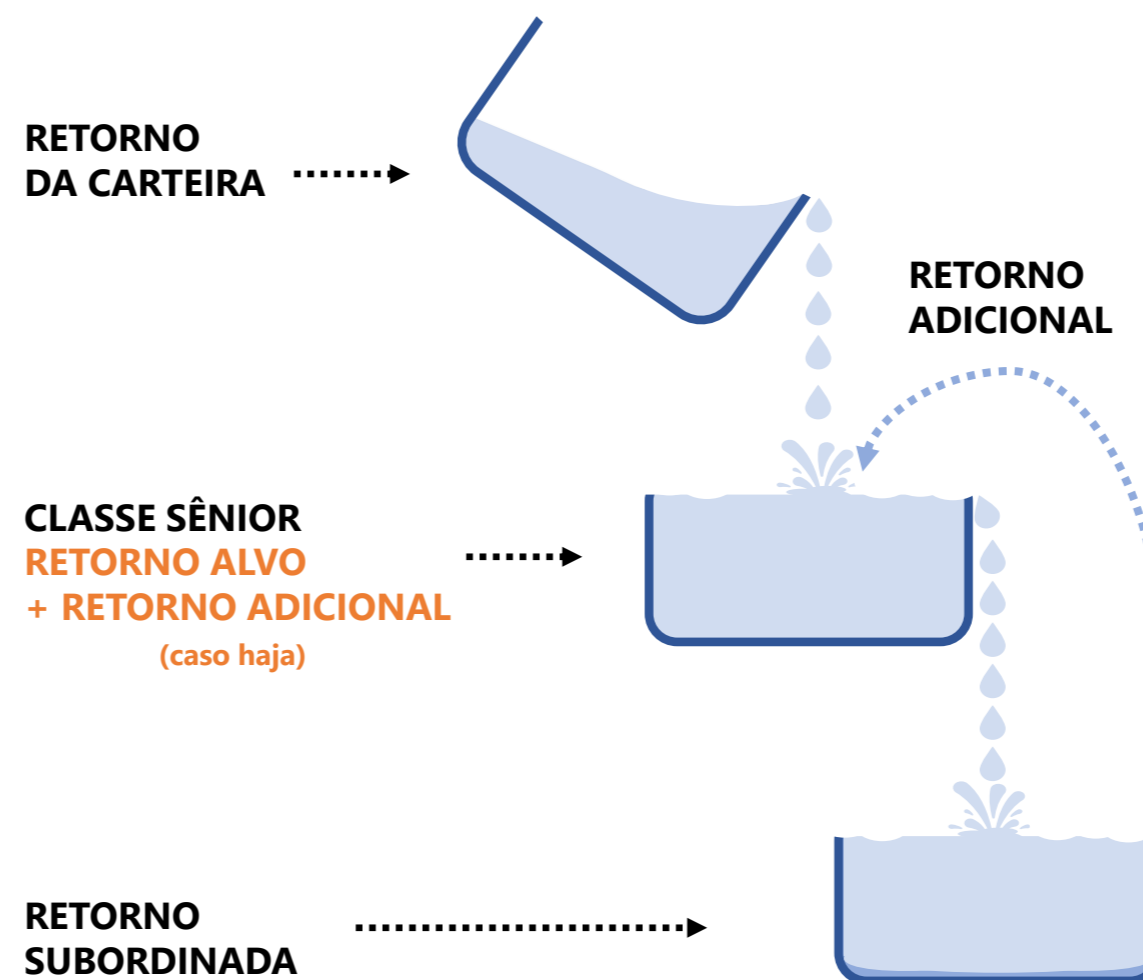 RETORNO
DA CARTEIRA
RETORNO
ADICIONAL
CLASSE SÊNIOR
RETORNO ALVO
+ RETORNO ADICIONAL
(caso haja)
RETORNO
SUBORDINADA